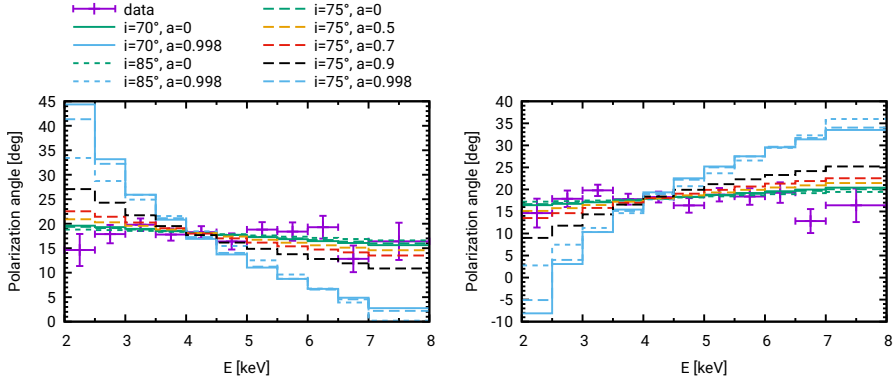 data
i=70°, a=0
i=70°, a=0.998
i=85°, a=0
i=85°, a=0.998
i=75°, a=0
i=75°, a=0.5
i=75°, a=0.7
i=75°, a=0.9
i=75°, a=0.998
Polarization angle [deg]
45
40
35
30
25
20
15
10
5
0
2 3 4 5 6 7 8
E [keV]
Polarization angle [deg]
40
35
30
25
20
15
10
5
0
-5
-10
2 3 4 5 6 7 8
E [keV]